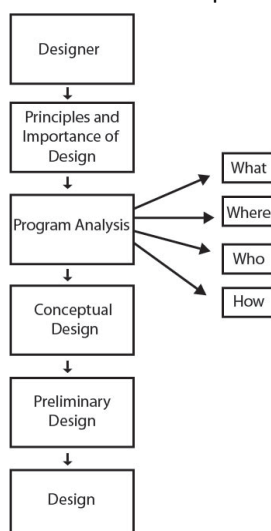 Designer
Principles and
Importance of
Design
Program Analysis
What
Where
Who
How
Conceptual
Design
Preliminary
Design
Design